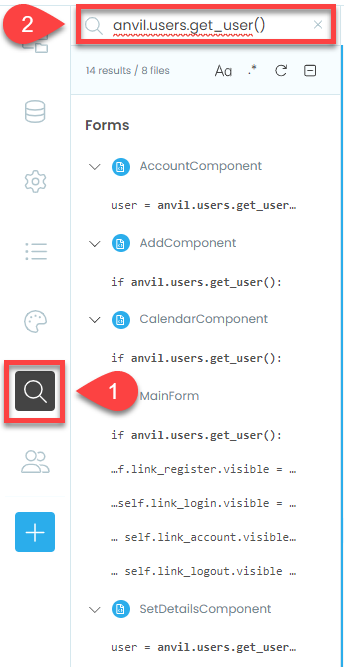 2
anvil.users.get_user()
14 results / 8 files
Aa
.*
Forms
AccountComponent
user = anvil.users.get_user…
AddComponent
if anvil.users.get_user():
CalendarComponent
if anvil.users.get_user():
1
MainForm
if anvil.users.get_user():
…f.link_register.visible = …
…self.link_login.visible = …
… self.link_account.visible…
… self.link_logout.visible …
SetDetailsComponent
user = anvil.users.get_user…